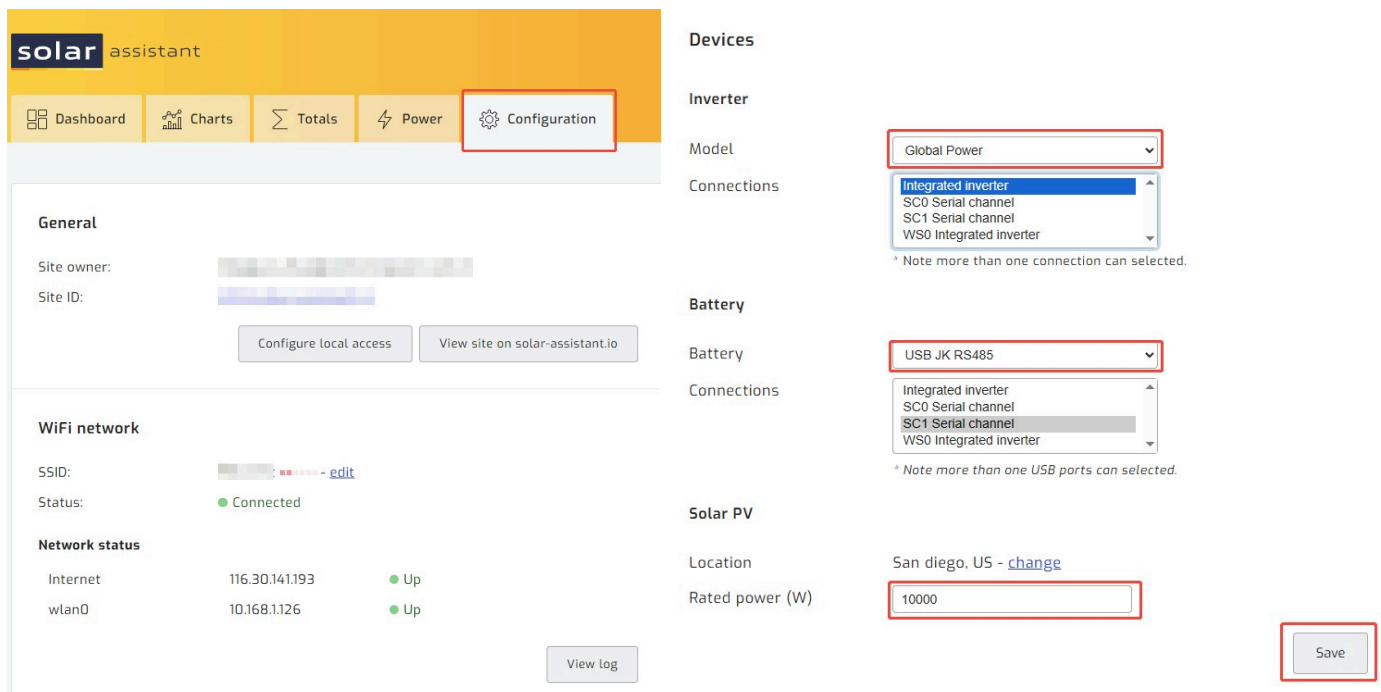 solar assistant
Dashboard
Charts
Totals
Power
Configuration
General
Site owner:
Site ID:
Configure local access
View site on solar-assistant.io
WiFi network
SSID: - edit
Status: Connected
Network status
Internet 116.30.141.193 Up
wlan0 10.168.1.126 Up
View log
Devices
Inverter
Model Global Power
Connections
Integrated inverter
SC0 Serial channel
SC1 Serial channel
WS0 Integrated inverter
* Note more than one connection can selected.
Battery
Battery USB JK RS485
Connections
Integrated inverter
SC0 Serial channel
SC1 Serial channel
WS0 Integrated inverter
* Note more than one USB ports can selected.
Solar PV
Location San diego, US - change
Rated power (W) 10000
Save